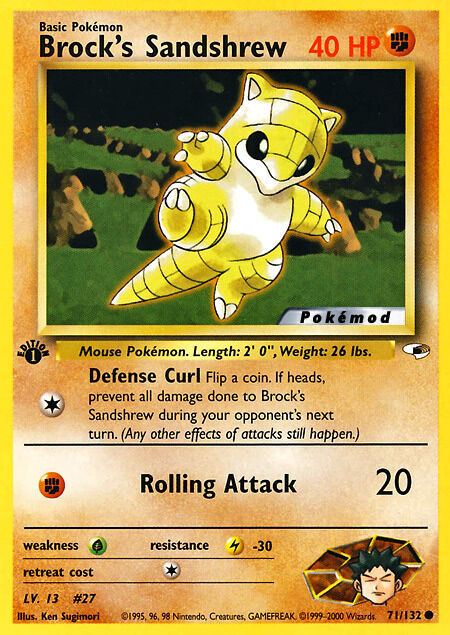 Basic Pokémon
Brock's Sandshrew 40 HP
Pokémod
EDITION
1
Mouse Pokémon. Length: 2' 0", Weight: 26 lbs.
Defense Curl Flip a coin. If heads,
prevent all damage done to Brock's
Sandshrew during your opponent's next
turn. (Any other effects of attacks still happen.)
Rolling Attack 20
weakness resistance -30
retreat cost
LV. 13 #27
Illus. Ken Sugimori ©1995, 96, 98 Nintendo, Creatures, GAMEFREAK. ©1999-2000 Wizards. 71/132